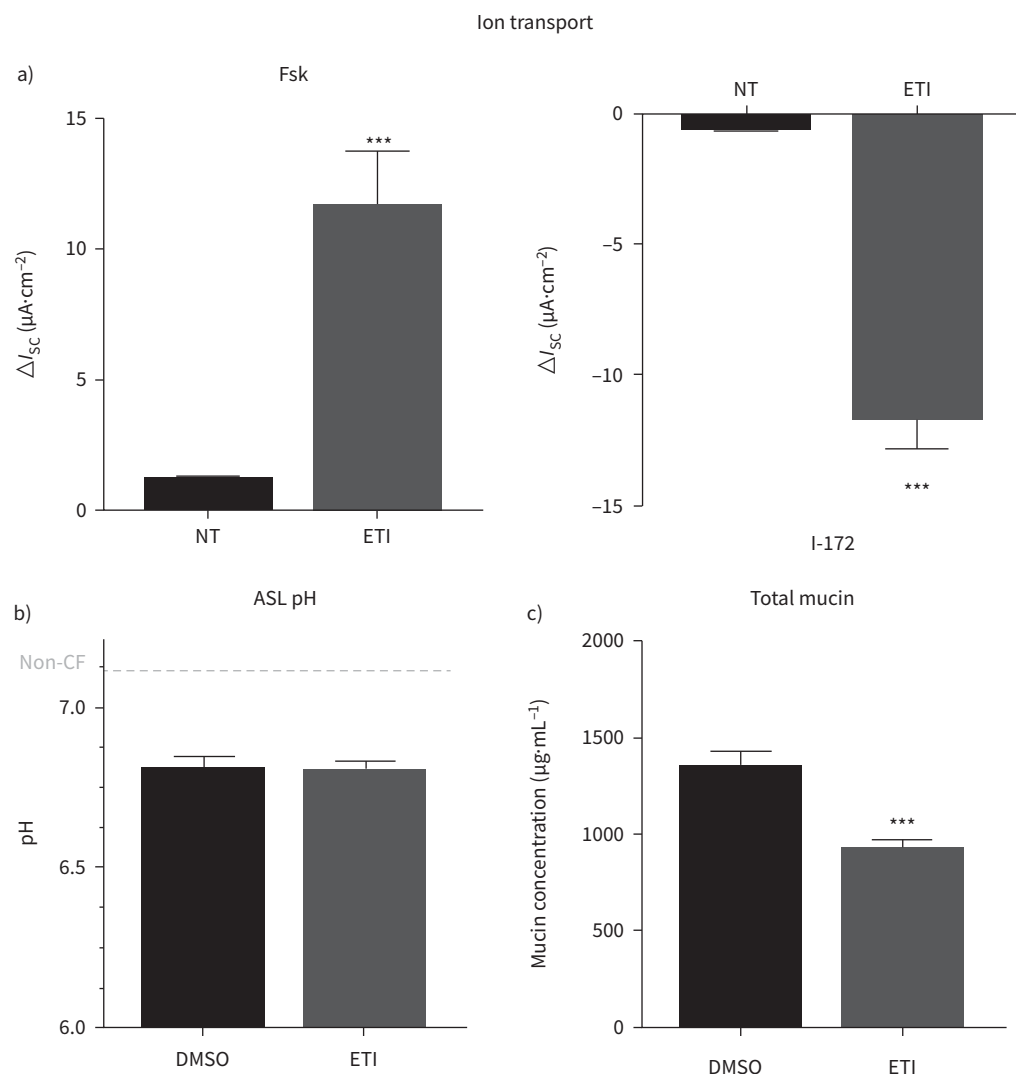 Ion transport
a)
Fsk
15
10
5
0
ΔI_SC (μA·cm⁻²)
***
NT
ETI
NT
ETI
0
–5
–10
–15
ΔI_SC (μA·cm⁻²)
***
I-172
b)
ASL pH
Non-CF
7.0
6.5
6.0
pH
DMSO
ETI
c)
Total mucin
2000
1500
1000
500
0
Mucin concentration (μg·mL⁻¹)
***
DMSO
ETI